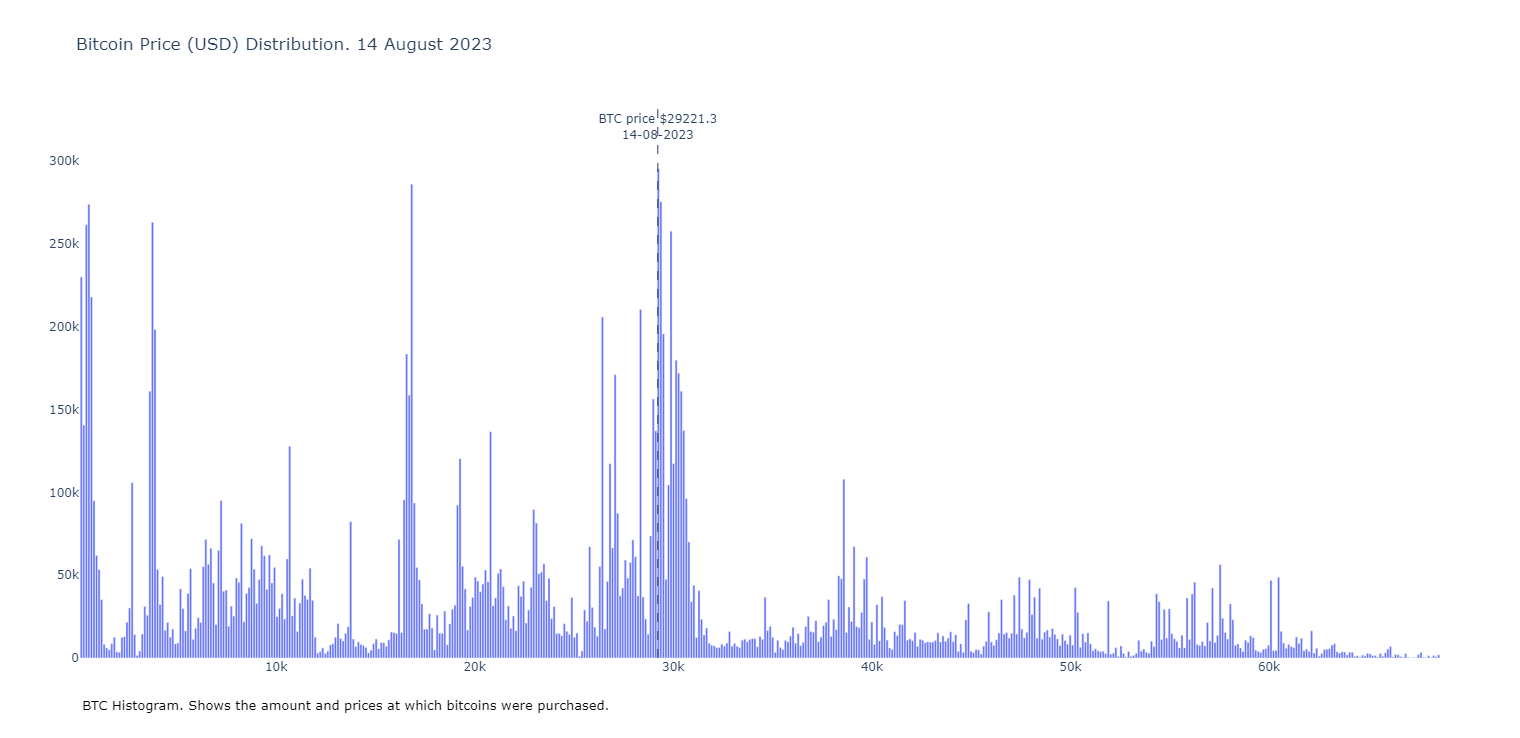 Bitcoin Price (USD) Distribution. 14 August 2023
BTC price $29221.3
14-08-2023
300k
250k
200k
150k
100k
50k
0
10k 20k 30k 40k 50k 60k
BTC Histogram. Shows the amount and prices at which bitcoins were purchased.